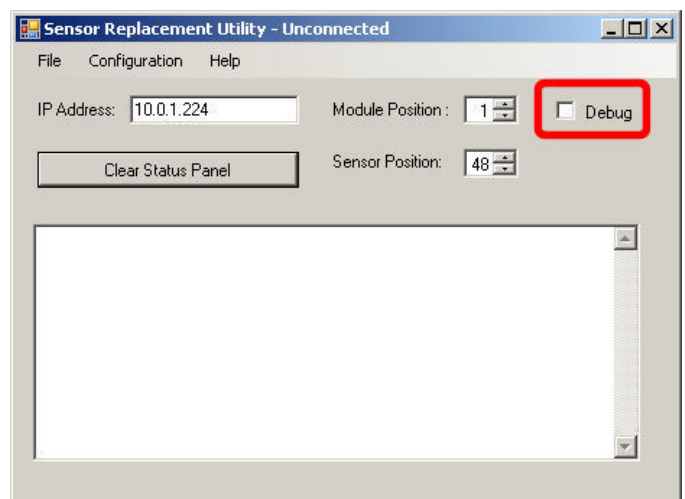 Sensor Replacement Utility - Unconnected
File Configuration Help
IP Address: 10.0.1.224 Module Position : 1 Debug
Clear Status Panel Sensor Position: 48